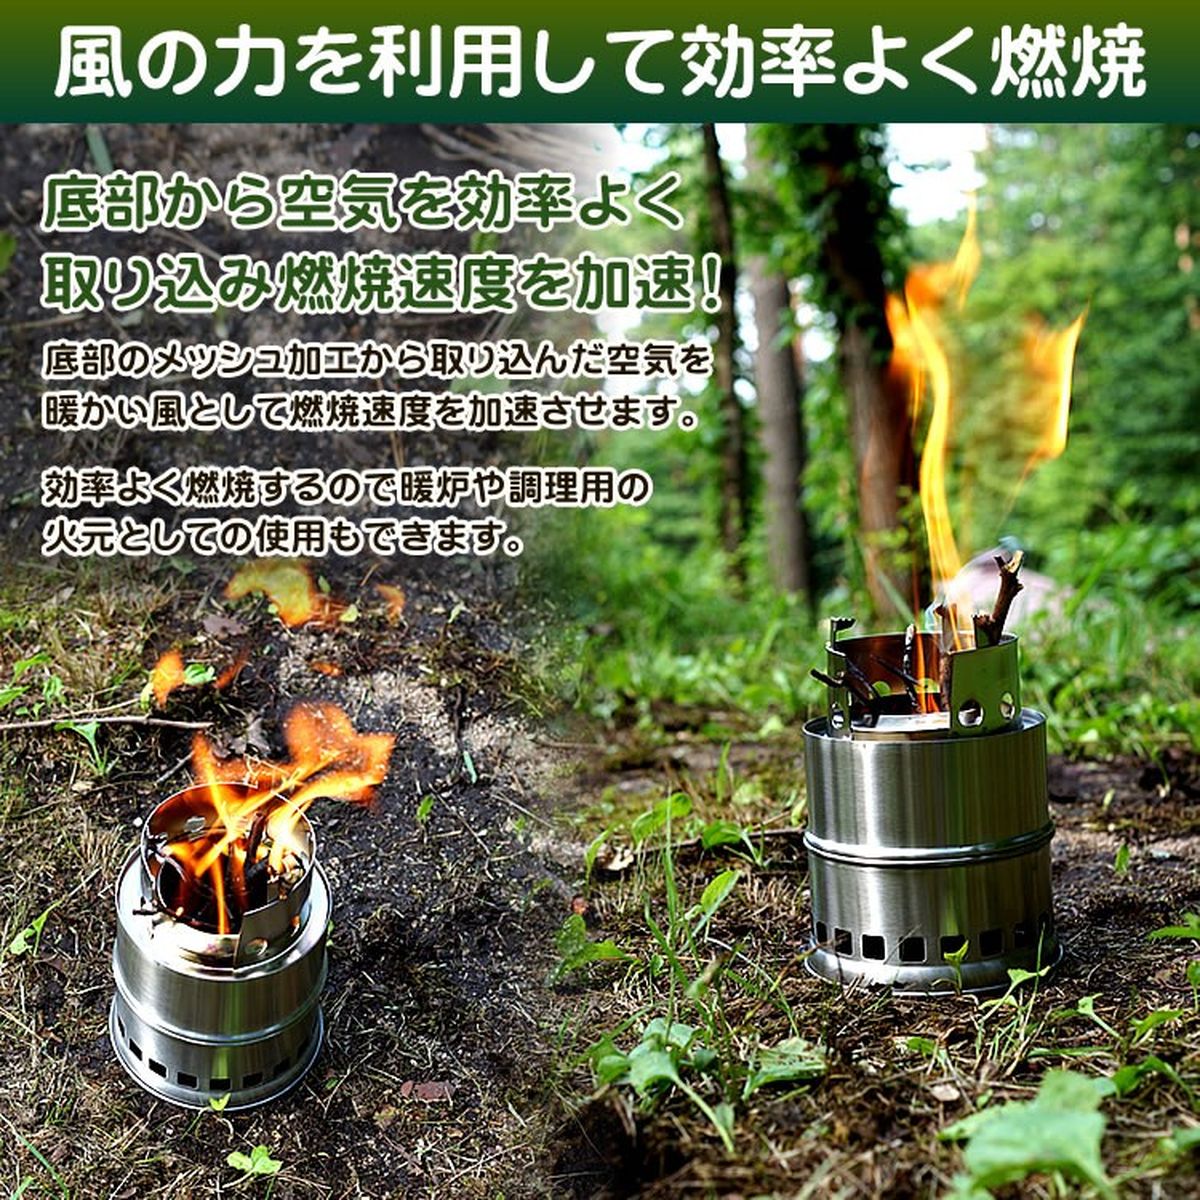 風の力を利用して効率よく燃焼
底部から空気を効率よく
取り込み燃焼速度を加速！
底部のメッシュ加工から取り込んだ空気を
暖かい風として燃焼速度を加速させます。
効率よく燃焼するので暖炉や調理用の
火元としての使用もできます。